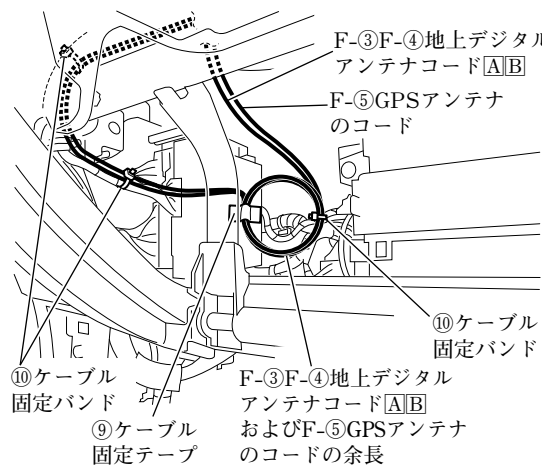 F-③F-④地上デジタル
アンテナコードAB
F-⑤GPSアンテナ
のコード
⑩ケーブル
固定バンド
⑩ケーブル
固定バンド
⑨ケーブル
固定テープ
F-③F-④地上デジタル
アンテナコードAB
およびF-⑤GPSアンテナ
のコードの余長